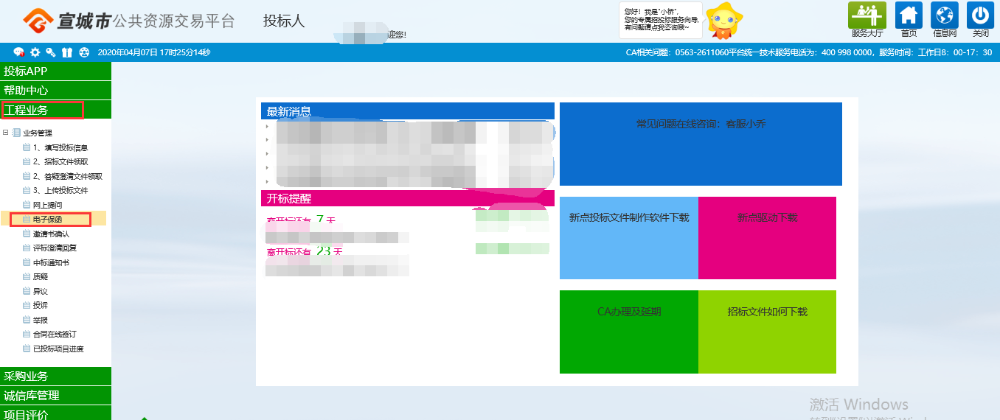 宣城市公共资源交易平台
投标人
迎您!
您好！我是"小桥"，
您的专属招投标服务向导，
有问题请点我咨询哦~
服务大厅
首页
信息网
关闭
2020年04月07日 17时25分14秒
CA相关问题：0563-2611060平台统一技术服务电话为：400 998 0000，服务时间：工作日8：00-17：30
投标APP
帮助中心
工程业务
业务管理
1、填写投标信息
2、招标文件领取
2、答疑澄清文件领取
3、上传投标文件
网上提问
电子保函
邀请书确认
评标澄清回复
中标通知书
质疑
异议
投诉
举报
合同在线签订
已投标项目进度
采购业务
诚信库管理
项目评价
最新消息
开标提醒
离开标还有 7 天
离开标还有 23 天
常见问题在线咨询：客服小乔
新点投标文件制作软件下载
新点驱动下载
CA办理及延期
招标文件如何下载
激活 Windows